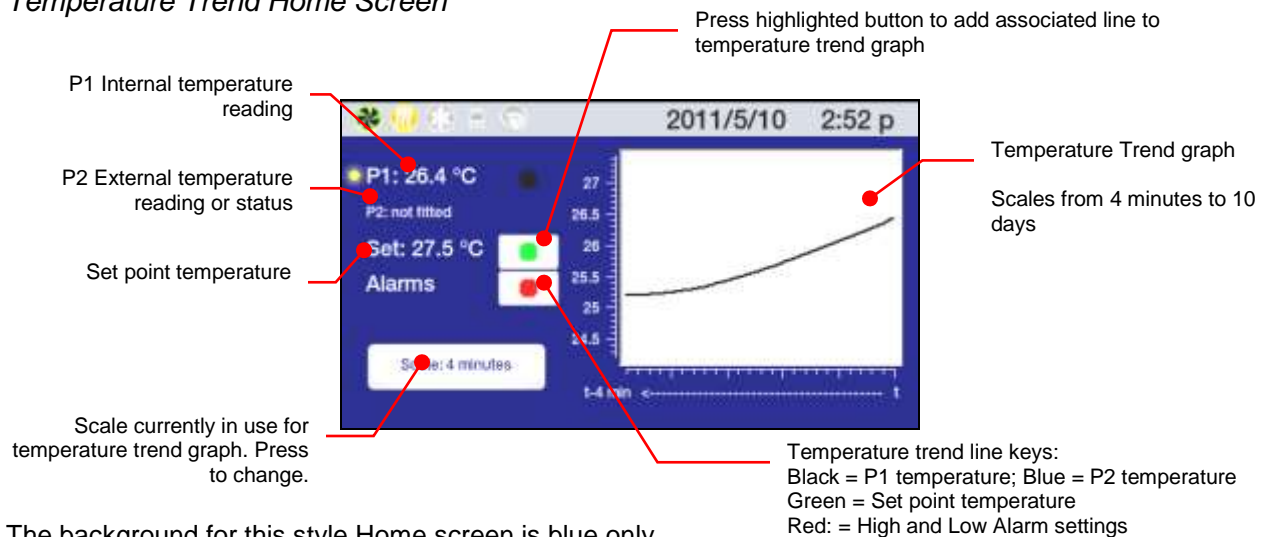 Temperature Trend Home Screen
Press highlighted button to add associated line to
temperature trend graph
P1 Internal temperature
reading
P2 External temperature
reading or status
Set point temperature
Scale currently in use for
temperature trend graph. Press
to change.
2011/5/10 2:52 p
P1: 26.4 °C
P2: not fitted
Set: 27.5 °C
Alarms
Scale: 4 minutes
27
26.5
26
25.5
25
24.5
t-4 min <- - - - - - - - - - - - - - - - - - - - - - t
Temperature Trend graph
Scales from 4 minutes to 10
days
Temperature trend line keys:
Black = P1 temperature; Blue = P2 temperature
Green = Set point temperature
Red: = High and Low Alarm settings
The background for this style Home screen is blue only